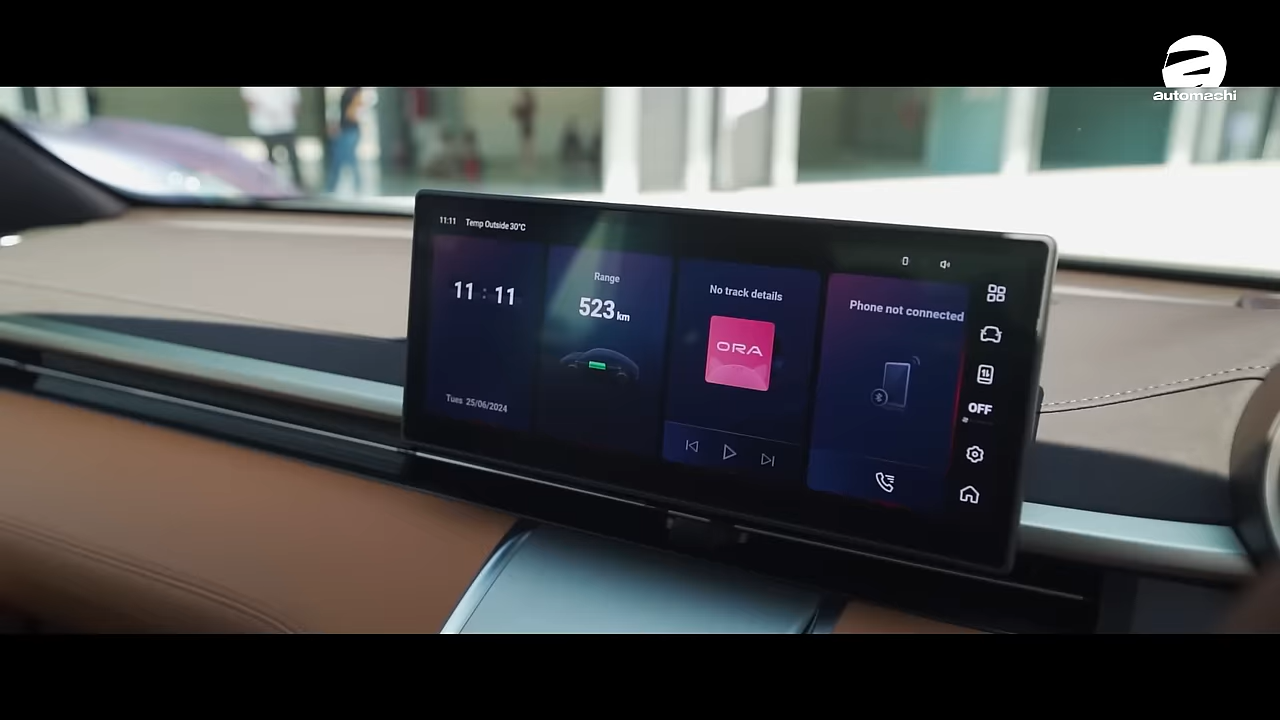 automachi
11:11 Temp Outside 30°C
11 : 11
Tues 25/06/2024
Range
523 km
No track details
ORA
Phone not connected
OFF